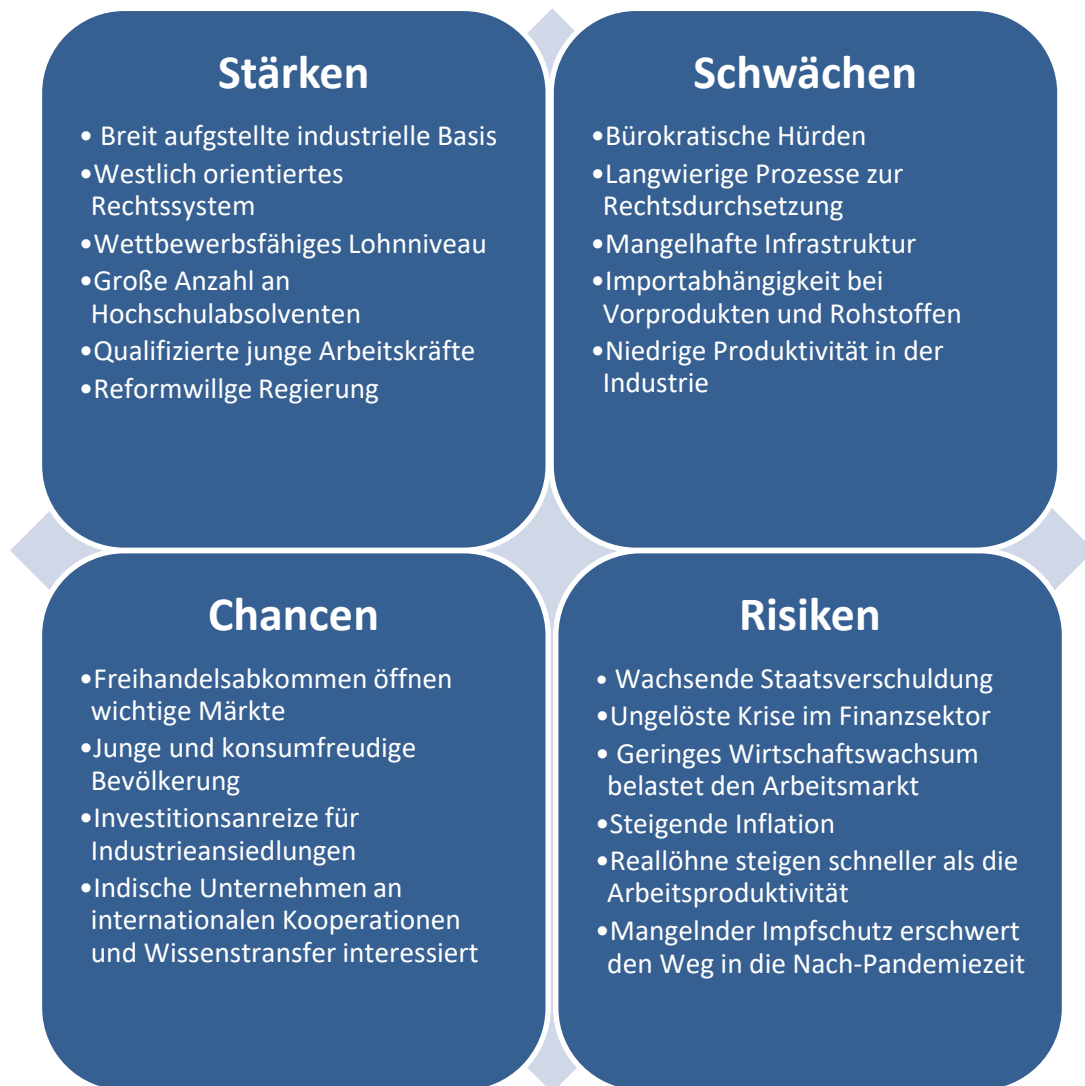 Stärken
• Breit aufgstellte industrielle Basis
•Westlich orientiertes
Rechtssystem
•Wettbewerbsfähiges Lohnniveau
•Große Anzahl an
Hochschulabsolventen
•Qualifizierte junge Arbeitskräfte
•Reformwillge Regierung
Schwächen
•Bürokratische Hürden
•Langwierige Prozesse zur
Rechtsdurchsetzung
•Mangelhafte Infrastruktur
•Importabhängigkeit bei
Vorprodukten und Rohstoffen
•Niedrige Produktivität in der
Industrie
Chancen
•Freihandelsabkommen öffnen
wichtige Märkte
•Junge und konsumfreudige
Bevölkerung
•Investitionsanreize für
Industrieansiedlungen
•Indische Unternehmen an
internationalen Kooperationen
und Wissenstransfer interessiert
Risiken
• Wachsende Staatsverschuldung
•Ungelöste Krise im Finanzsektor
• Geringes Wirtschaftswachsum
belastet den Arbeitsmarkt
•Steigende Inflation
•Reallöhne steigen schneller als die
Arbeitsproduktivität
•Mangelnder Impfschutz erschwert
den Weg in die Nach-Pandemiezeit